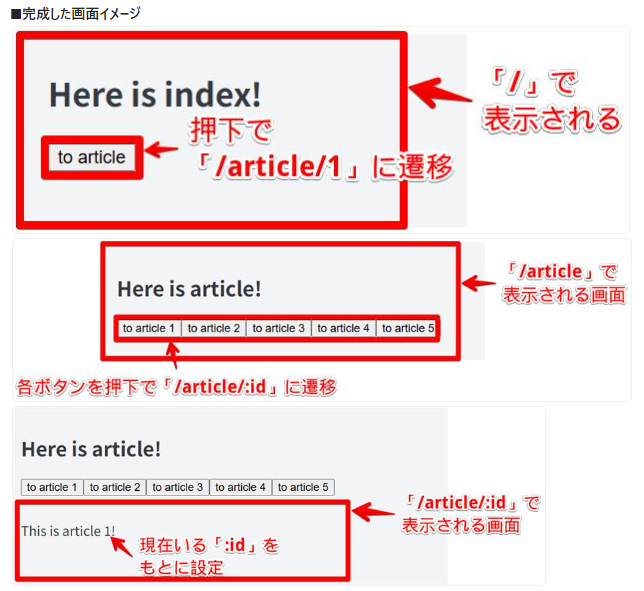 ■完成した画面イメージ
Here is index!
「/」で
表示される
to article
押下で
「/article/1」に遷移
Here is article!
「/article」で
表示される画面
to article 1 to article 2 to article 3 to article 4 to article 5
各ボタンを押下で「/article/:id」に遷移
Here is article!
to article 1 to article 2 to article 3 to article 4 to article 5
「/article/:id」で
表示される画面
This is article 1!
現在いる「:id」を
もとに設定